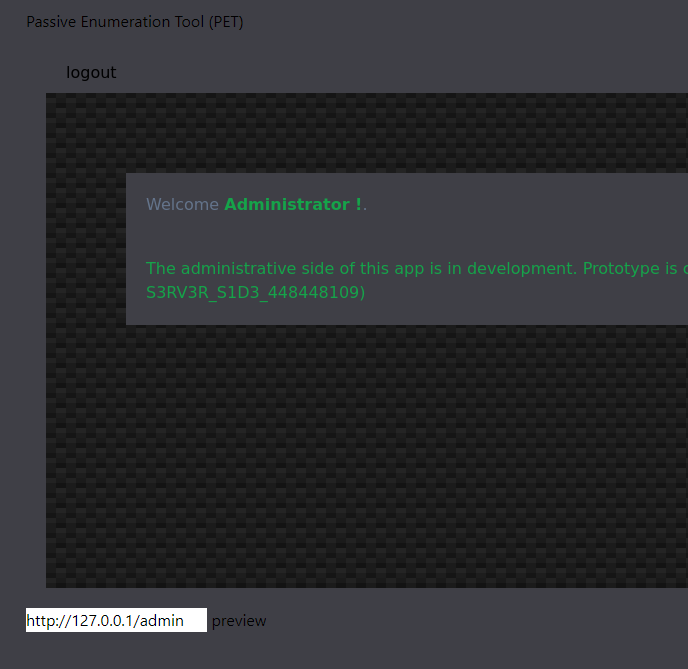 Passive Enumeration Tool (PET)
logout
Welcome Administrator !.
The administrative side of this app is in development. Prototype is
S3RV3R_S1D3_448448109)
http://127.0.0.1/admin preview